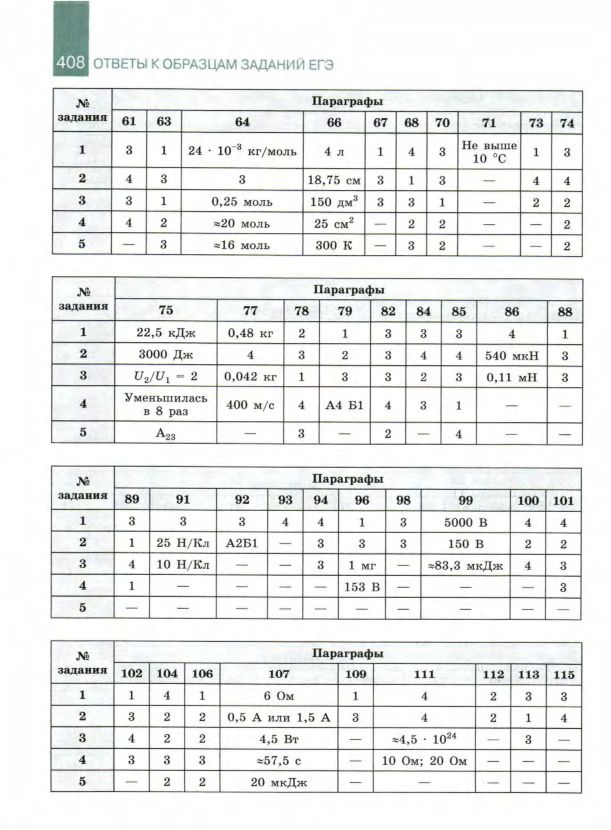 408 ОТВЕТЫ К ОБРАЗЦАМ ЗАДАНИЙ ЕГЭ
№ задания Параграфы
61 63 64 66 67 68 70 71 73 74
1 3 1 24 · 10⁻³ кг/моль 4 л 1 4 3 Не выше 10 °С 1 3
2 4 3 3 18,75 см 3 1 3 — 4 4
3 3 1 0,25 моль 150 дм³ 3 3 1 — 2 2
4 4 2 ≈20 моль 25 см² — 2 2 — — 2
5 — 3 ≈16 моль 300 К — 3 2 — — 2
№ задания Параграфы
75 77 78 79 82 84 85 86 88
1 22,5 кДж 0,48 кг 2 1 3 3 3 4 1
2 3000 Дж 4 3 2 3 4 4 540 мкН 3
3 U₂/U₁ = 2 0,042 кг 1 3 3 2 3 0,11 мН 3
4 Уменьшилась в 8 раз 400 м/с 4 А4 Б1 4 3 1 — —
5 А₂₃ — 3 — 2 — 4 — —
№ задания Параграфы
89 91 92 93 94 96 98 99 100 101
1 3 3 3 4 4 1 3 5000 В 4 4
2 1 25 Н/Кл А2Б1 — 3 3 3 150 В 2 2
3 4 10 Н/Кл — — 3 1 мг — ≈83,3 мкДж 4 3
4 1 — — — — 153 В — — — 3
5 — — — — — — — — — —
№ задания Параграфы
102 104 106 107 109 111 112 113 115
1 1 4 1 6 Ом 1 4 2 3 3
2 3 2 2 0,5 А или 1,5 А 3 4 2 1 4
3 4 2 2 4,5 Вт — ≈4,5 · 10²⁴ — 3 —
4 3 3 3 ≈57,5 с — 10 Ом; 20 Ом — — —
5 — 2 2 20 мкДж — — — — —